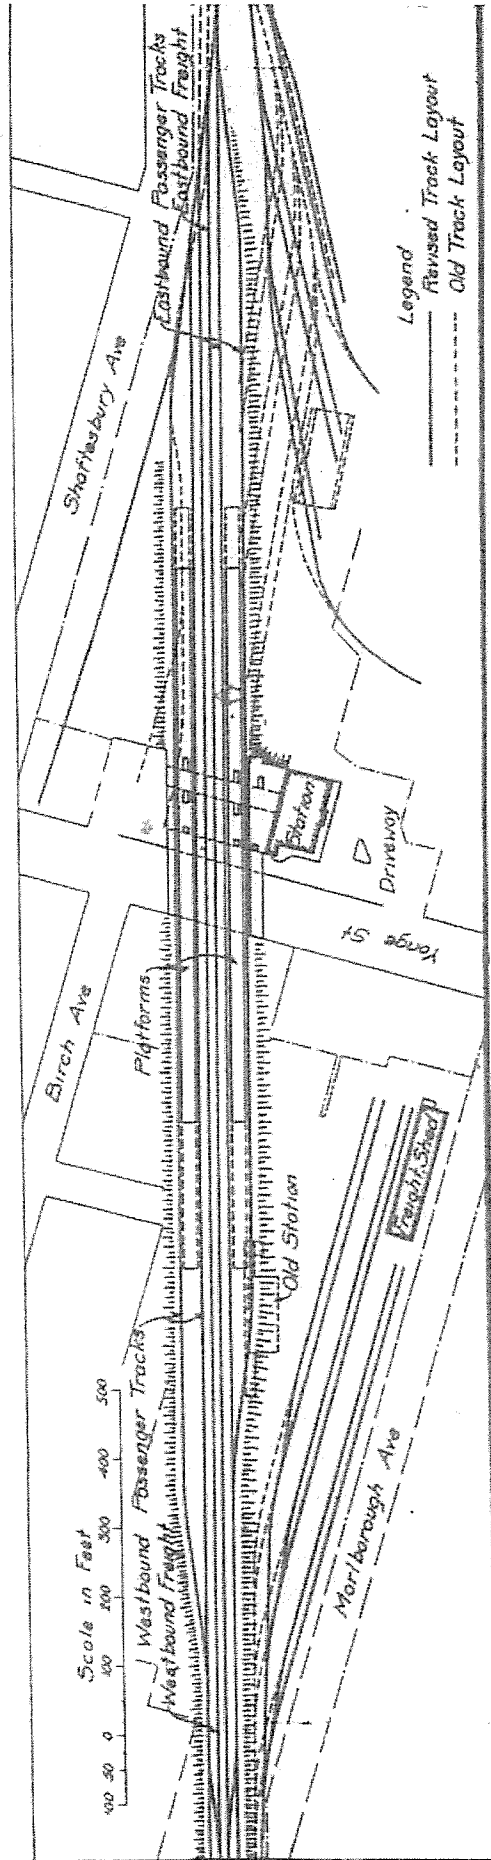 Scale in Feet
100 50 0 100 200 300 400 500
Westbound Passenger Tracks
Westbound Freight
Birch Ave
Platforms
Shaftesbury Ave
Eastbound Passenger Tracks
Eastbound Freight
Old Station
Marlborough Ave
Freight Shed
Yonge St
Station
Driveway
Legend
Revised Track Layout
Old Track Layout